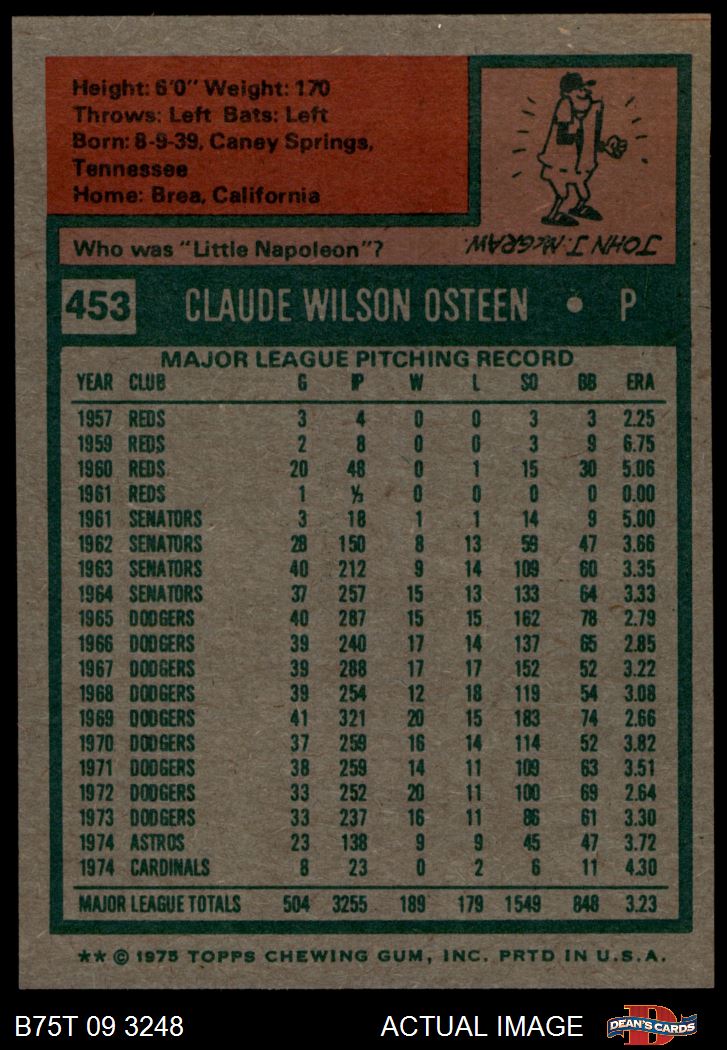 Height: 6'0" Weight: 170
Throws: Left Bats: Left
Born: 8-9-39, Caney Springs,
Tennessee
Home: Brea, California
Who was "Little Napoleon"?
JOHN J. McGRAW.
453 CLAUDE WILSON OSTEEN • P
MAJOR LEAGUE PITCHING RECORD
YEAR CLUB G IP W L SO BB ERA
1957 REDS 3 4 0 0 3 3 2.25
1959 REDS 2 8 0 0 3 9 6.75
1960 REDS 20 48 0 1 15 30 5.06
1961 REDS 1 ⅓ 0 0 0 0 0.00
1961 SENATORS 3 18 1 1 14 9 5.00
1962 SENATORS 28 150 8 13 59 47 3.66
1963 SENATORS 40 212 9 14 109 60 3.35
1964 SENATORS 37 257 15 13 133 64 3.33
1965 DODGERS 40 287 15 15 162 78 2.79
1966 DODGERS 39 240 17 14 137 65 2.85
1967 DODGERS 39 288 17 17 152 52 3.22
1968 DODGERS 39 254 12 18 119 54 3.08
1969 DODGERS 41 321 20 15 183 74 2.66
1970 DODGERS 37 259 16 14 114 52 3.82
1971 DODGERS 38 259 14 11 109 63 3.51
1972 DODGERS 33 252 20 11 100 69 2.64
1973 DODGERS 33 237 16 11 86 61 3.30
1974 ASTROS 23 138 9 9 45 47 3.72
1974 CARDINALS 8 23 0 2 6 11 4.30
MAJOR LEAGUE TOTALS 504 3255 189 179 1549 848 3.23
** © 1975 TOPPS CHEWING GUM, INC. PRTD IN U.S.A.
B75T 09 3248 ACTUAL IMAGE D DEAN'S CARDS